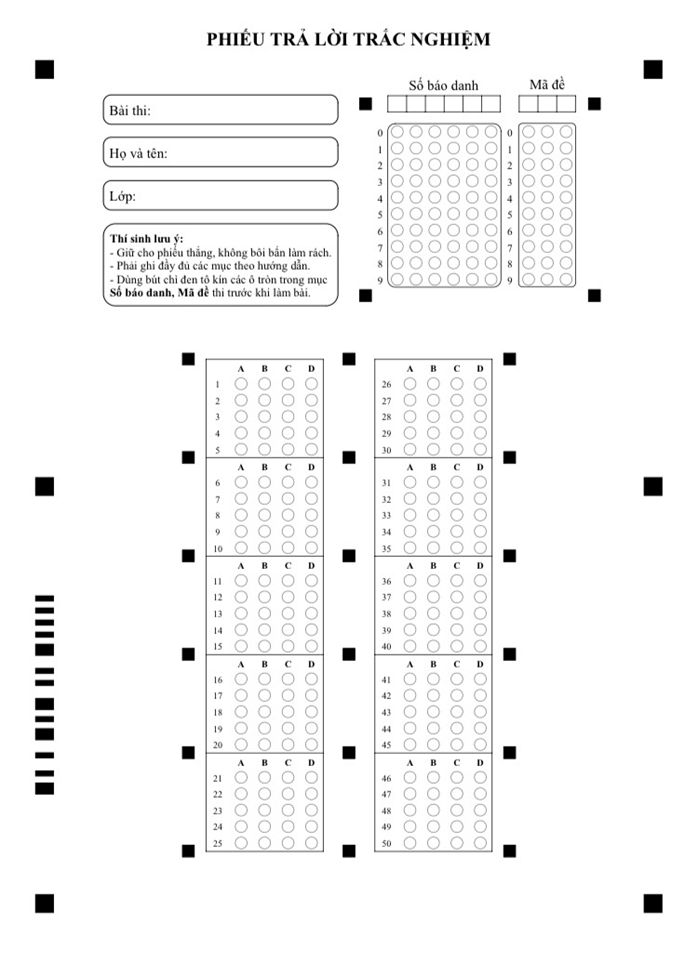 PHIẾU TRẢ LỜI TRẮC NGHIỆM
Số báo danh Mã đề
Bài thi:
Họ và tên:
Lớp:
Thí sinh lưu ý:
- Giữ cho phiếu thẳng, không bôi bẩn làm rách.
- Phải ghi đầy đủ các mục theo hướng dẫn.
- Dùng bút chì đen tô kín các ô tròn trong mục
Số báo danh, Mã đề thi trước khi làm bài.
0 0
1 1
2 2
3 3
4 4
5 5
6 6
7 7
8 8
9 9
A B C D A B C D
1 26
2 27
3 28
4 29
5 30
A B C D A B C D
6 31
7 32
8 33
9 34
10 35
A B C D A B C D
11 36
12 37
13 38
14 39
15 40
A B C D A B C D
16 41
17 42
18 43
19 44
20 45
A B C D A B C D
21 46
22 47
23 48
24 49
25 50